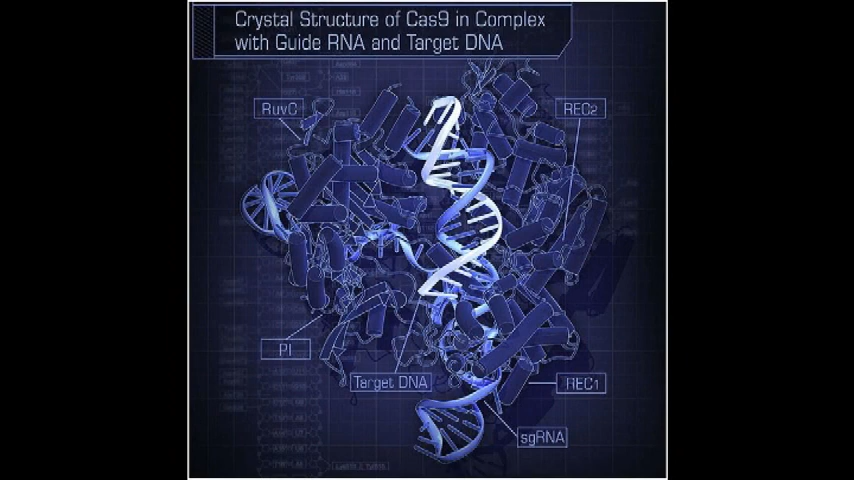 Crystal Structure of Cas9 in Complex
with Guide RNA and Target DNA
RuvC
REC2
PI
Target DNA
REC1
sgRNA